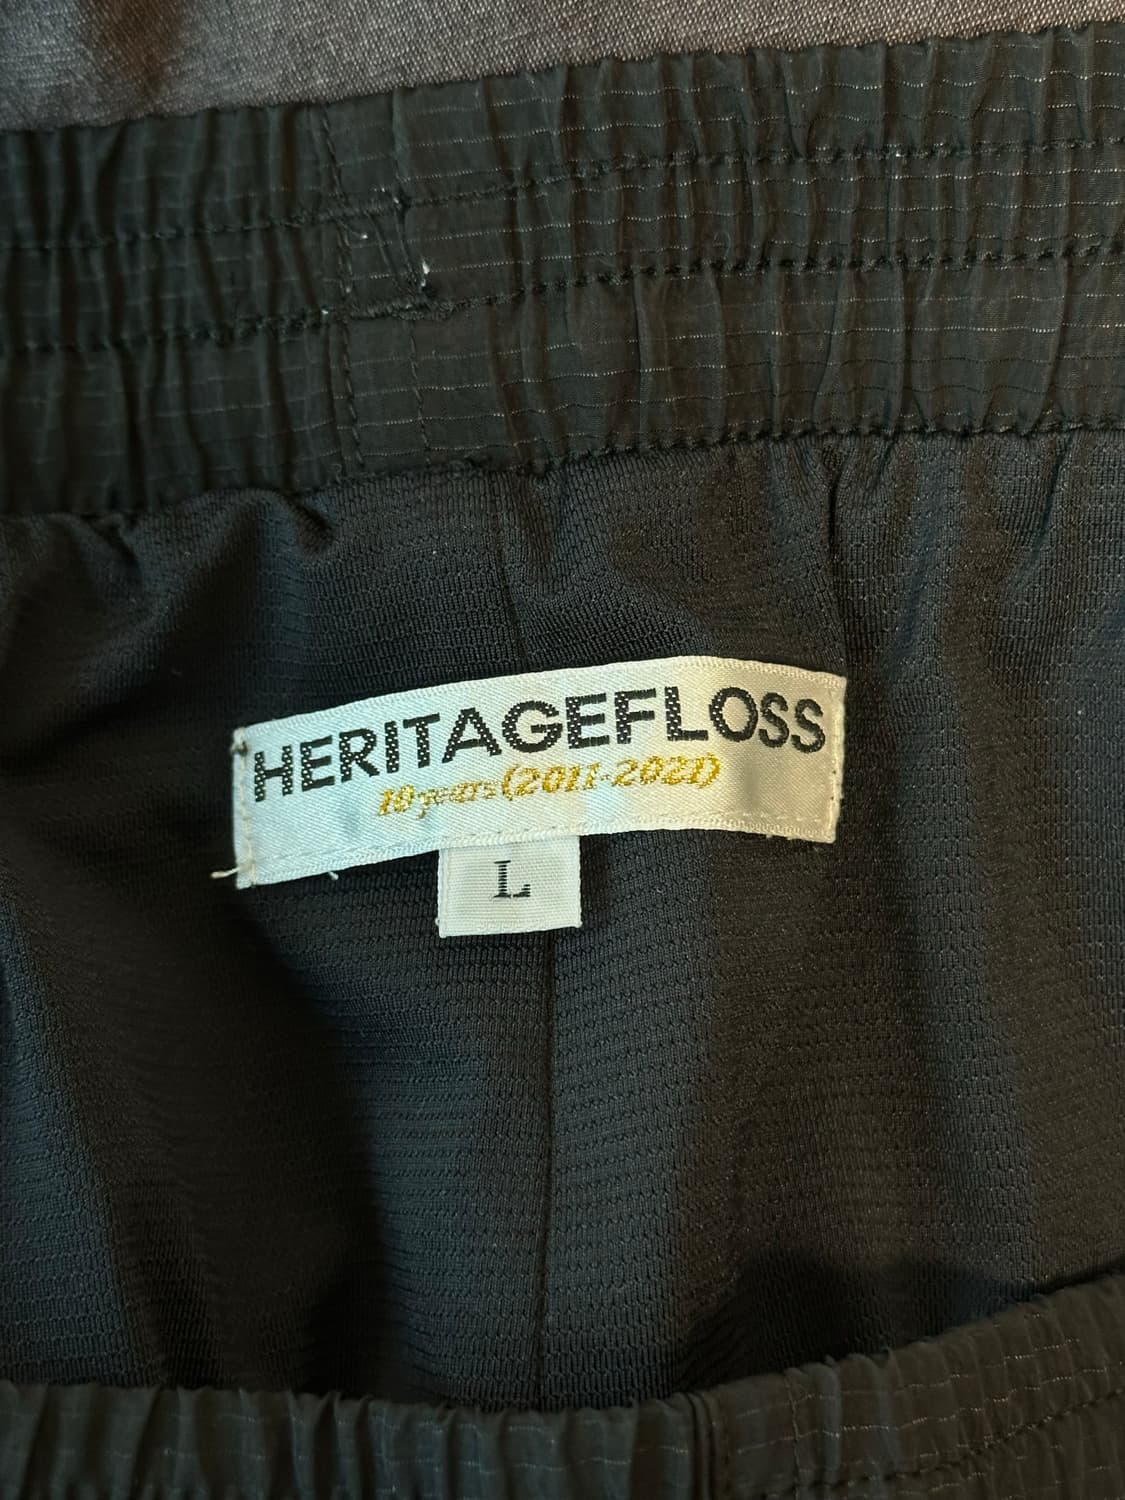 HERITAGEFLOSS
10 years (2011-2021)
L